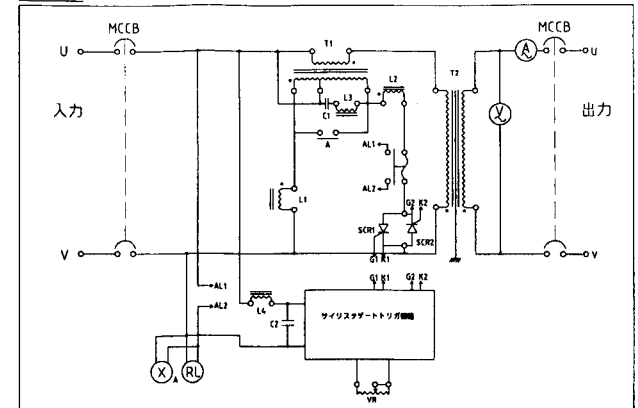 MCCB
MCCB
U
T1
T2
A
u
入力
L3
L2
C1
A
V
出力
AL1
AL2
L1
G2 K2
SCR1
SCR2
V
v
G1 K1
AL1
G1 K1
G2 K2
AL2
L4
C2
サイリスタゲートトリガ回路
X
A
RL
VR